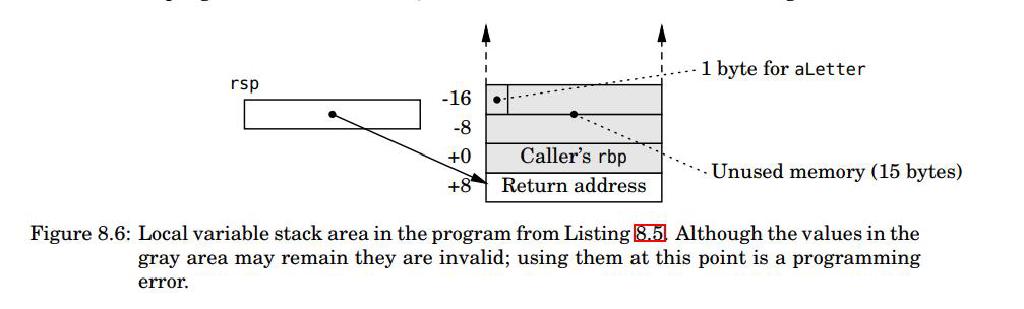 1 byte for aLetter
rsp
-16
-8
+0 Caller's rbp
Unused memory (15 bytes)
+8 Return address
Figure 8.6: Local variable stack area in the program from Listing 8.5. Although the values in the
gray area may remain they are invalid; using them at this point is a programming
error.